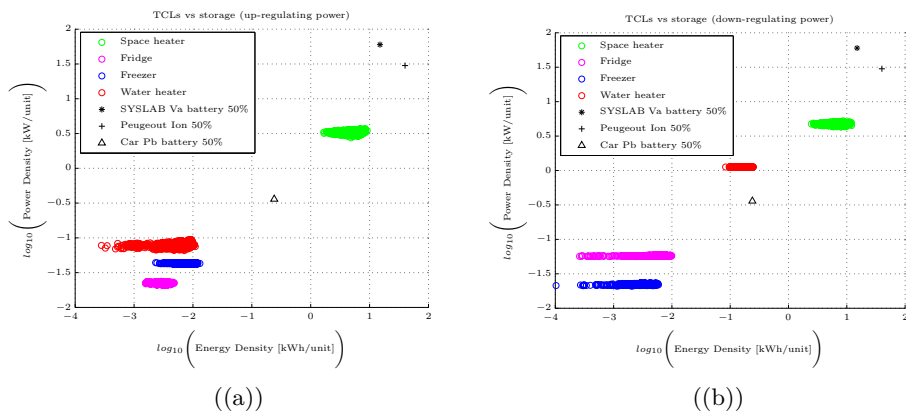 TCLs vs storage (up-regulating power)
2
1.5
1
0.5
0
−0.5
−1
−1.5
−2
Space heater
Fridge
Freezer
Water heater
SYSLAB Va battery 50%
Peugeout Ion 50%
Car Pb battery 50%
log10(Power Density [kW/unit])
−4 −3 −2 −1 0 1 2
log10(Energy Density [kWh/unit])
((a))
TCLs vs storage (down-regulating power)
2
1.5
1
0.5
0
−0.5
−1
−1.5
−2
Space heater
Fridge
Freezer
Water heater
SYSLAB Va battery 50%
Peugeout Ion 50%
Car Pb battery 50%
log10(Power Density [kW/unit])
−4 −3 −2 −1 0 1 2
log10(Energy Density [kWh/unit])
((b))